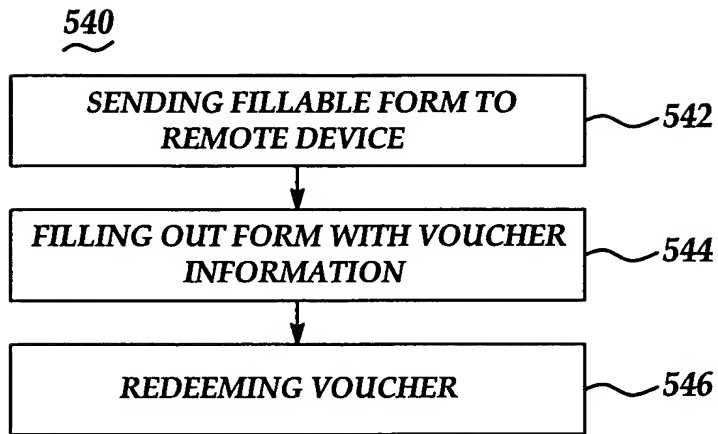 540
SENDING FILLABLE FORM TO
REMOTE DEVICE
542
FILLING OUT FORM WITH VOUCHER
INFORMATION
544
REDEEMING VOUCHER
546